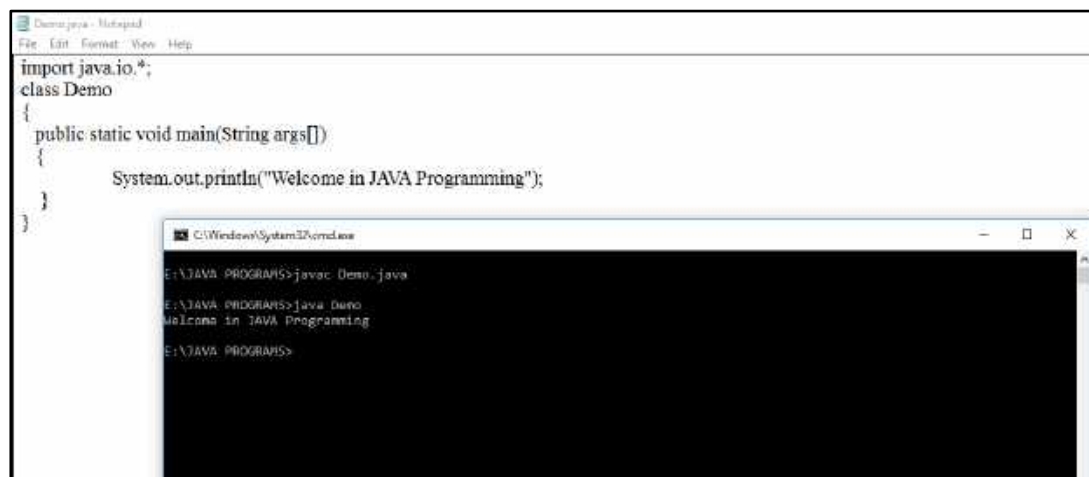 Demo.java - Notepad
File Edit Format View Help
import java.io.*;
class Demo
{
public static void main(String args[])
{
System.out.println("Welcome in JAVA Programming");
}
}
C:\Windows\System32\cmd.exe
E:\JAVA PROGRAMS>javac Demo.java
E:\JAVA PROGRAMS>java Demo
Welcome in JAVA Programming
E:\JAVA PROGRAMS>